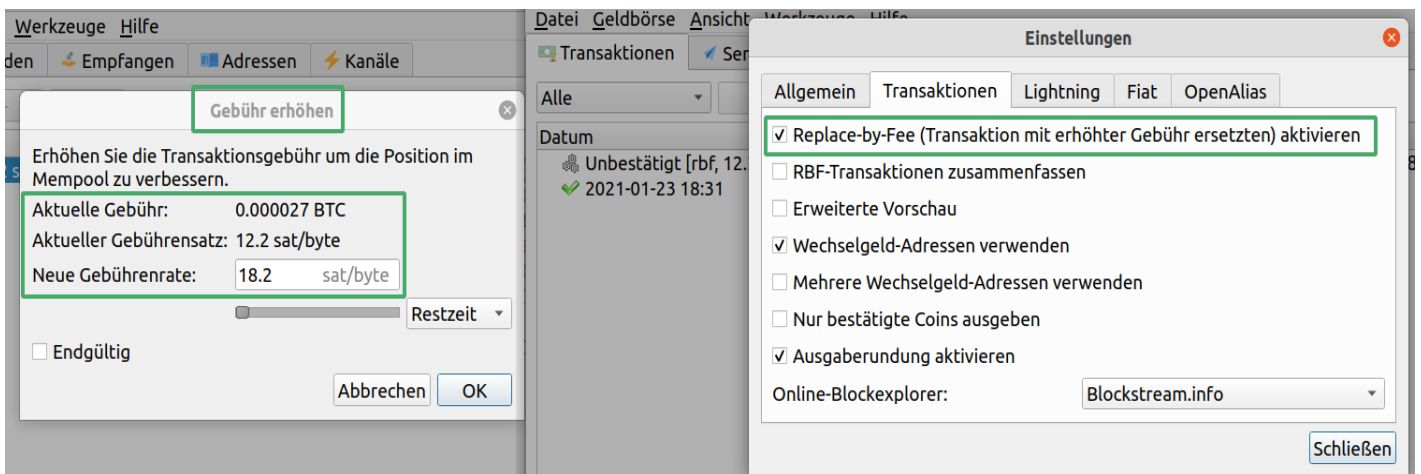 Werkzeuge Hilfe
den Empfangen Adressen Kanäle
Gebühr erhöhen
Erhöhen Sie die Transaktionsgebühr um die Position im
Mempool zu verbessern.
Aktuelle Gebühr: 0.000027 BTC
Aktueller Gebührensatz: 12.2 sat/byte
Neue Gebührenrate: 18.2 sat/byte
Restzeit
Endgültig
Abbrechen OK
Datei Geldbörse Ansicht Werkzeuge Hilfe
Transaktionen Sen
Alle
Datum
Unbestätigt [rbf, 12.
2021-01-23 18:31
Einstellungen
Allgemein Transaktionen Lightning Fiat OpenAlias
Replace-by-Fee (Transaktion mit erhöhter Gebühr ersetzten) aktivieren
RBF-Transaktionen zusammenfassen
Erweiterte Vorschau
Wechselgeld-Adressen verwenden
Mehrere Wechselgeld-Adressen verwenden
Nur bestätigte Coins ausgeben
Ausgaberundung aktivieren
Online-Blockexplorer: Blockstream.info
Schließen